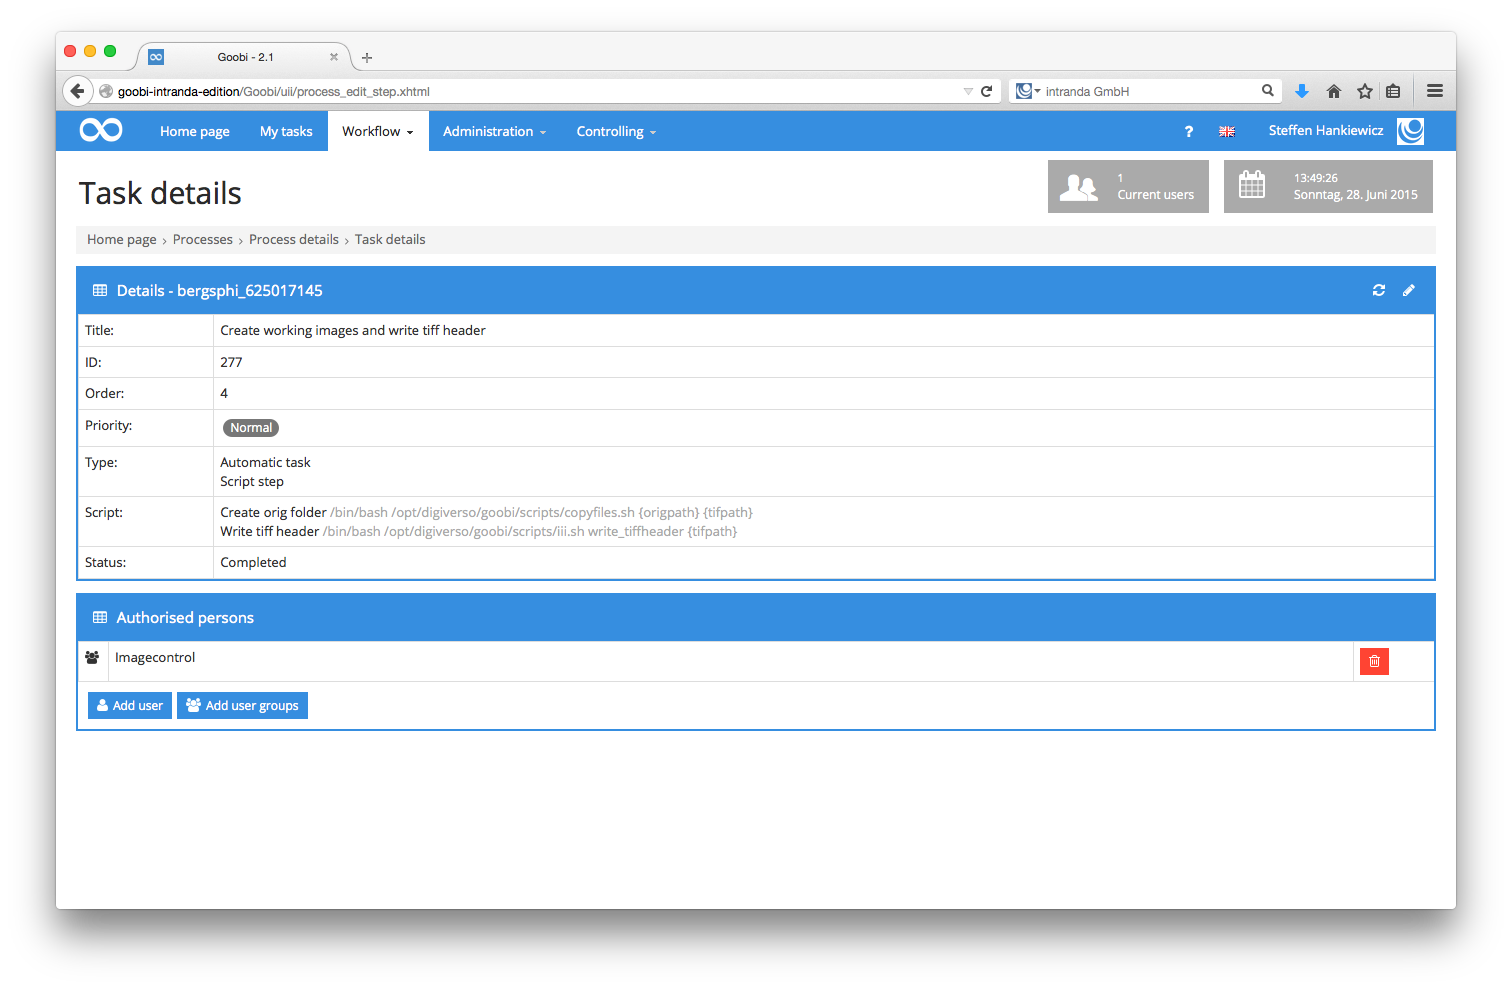 Goobi - 2.1
goobi-intranda-edition/Goobi/uii/process_edit_step.xhtml
intranda GmbH
Home page My tasks Workflow Administration Controlling ? Steffen Hankiewicz
Task details
1
Current users
13:49:26
Sonntag, 28. Juni 2015
Home page › Processes › Process details › Task details
Details - bergsphi_625017145
Title: Create working images and write tiff header
ID: 277
Order: 4
Priority: Normal
Type: Automatic task
Script step
Script: Create orig folder /bin/bash /opt/digiverso/goobi/scripts/copyfiles.sh {origpath} {tifpath}
Write tiff header /bin/bash /opt/digiverso/goobi/scripts/iii.sh write_tiffheader {tifpath}
Status: Completed
Authorised persons
Imagecontrol
Add user Add user groups